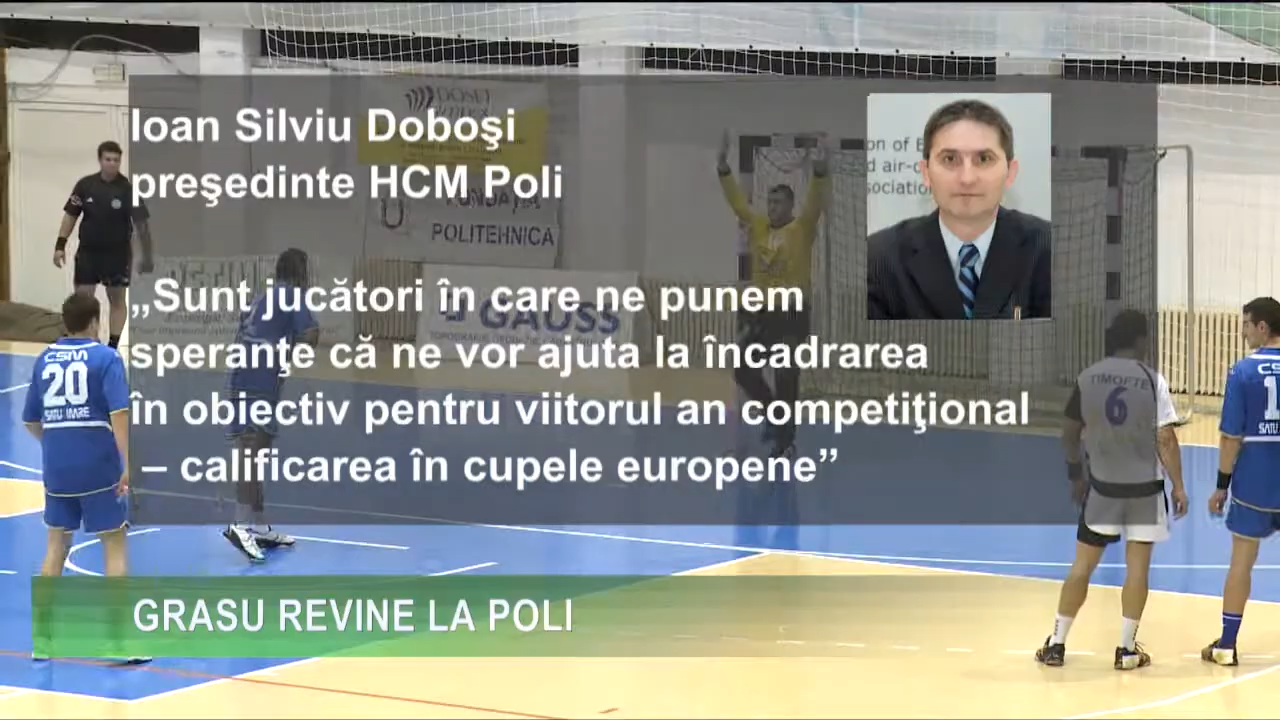 Ioan Silviu Doboşi
preşedinte HCM Poli
„Sunt jucători în care ne punem
speranţe că ne vor ajuta la încadrarea
în obiectiv pentru viitorul an competiţional
– calificarea în cupele europene”
GRASU REVINE LA POLI
POLITEHNICA
GAUSS
CSM
20
SATU MARE
TIMOFTE
6